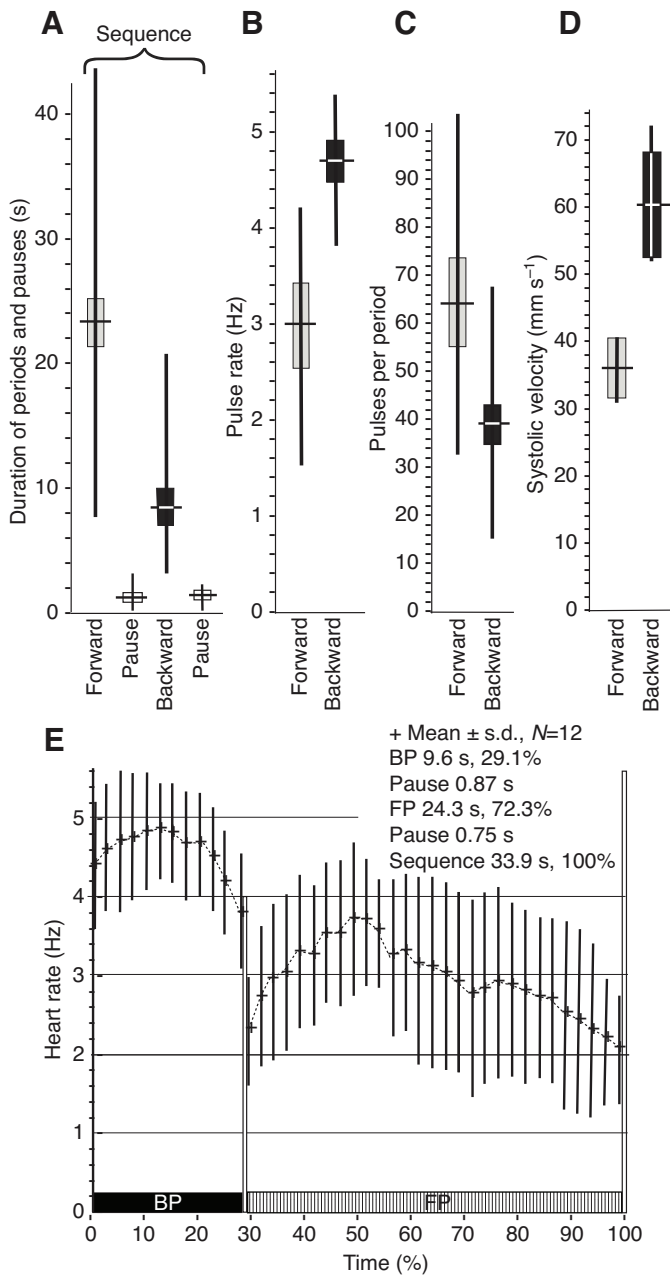 A
B
C
D
Sequence
Duration of periods and pauses (s)
40
30
20
10
0
Forward
Pause
Backward
Pause
Pulse rate (Hz)
5
4
3
2
1
0
Forward
Backward
Pulses per period
100
90
80
70
60
50
40
30
20
10
0
Forward
Backward
Systolic velocity (mm s⁻¹)
70
60
50
40
30
20
10
0
Forward
Backward
E
+ Mean ± s.d., N=12
BP 9.6 s, 29.1%
Pause 0.87 s
FP 24.3 s, 72.3%
Pause 0.75 s
Sequence 33.9 s, 100%
Heart rate (Hz)
5
4
3
2
1
0
BP
FP
0 10 20 30 40 50 60 70 80 90 100
Time (%)